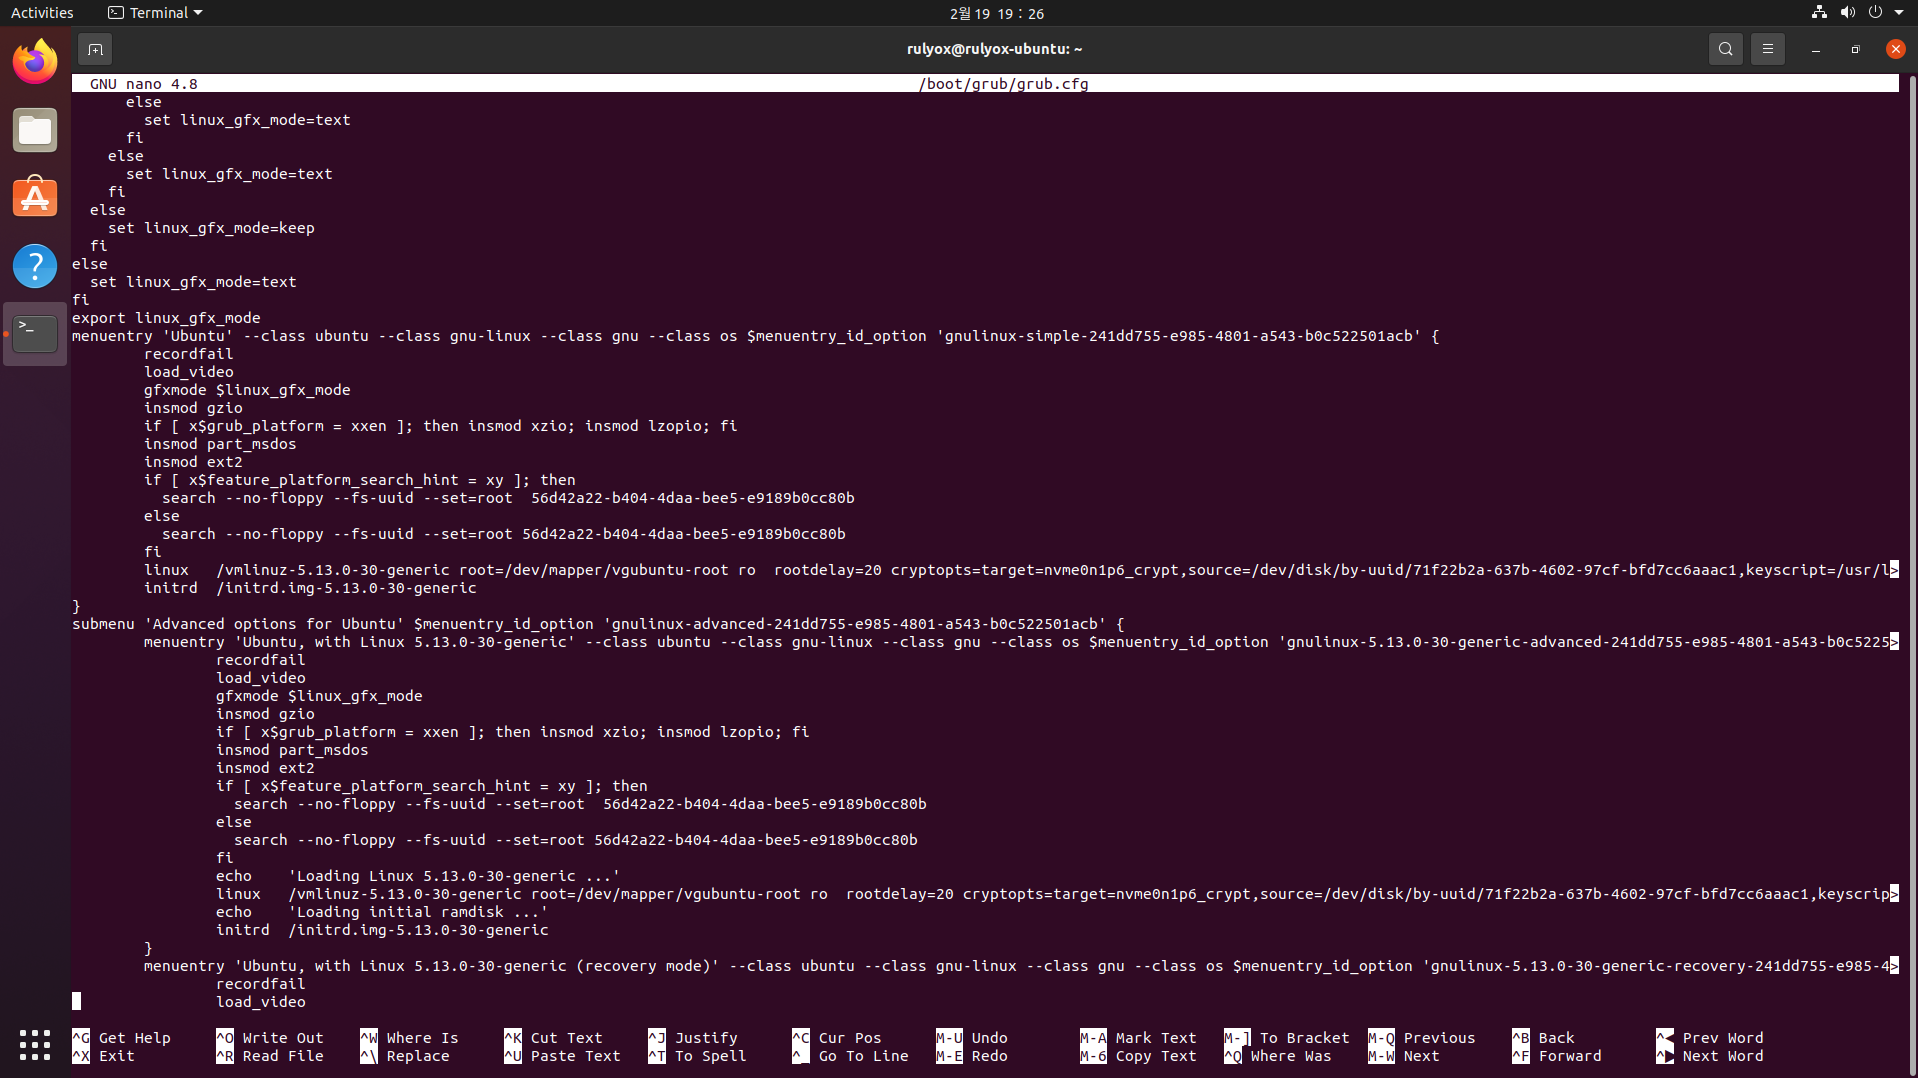 Activities Terminal 2월 19 19：26
rulyox@rulyox-ubuntu: ~
GNU nano 4.8 /boot/grub/grub.cfg
else
set linux_gfx_mode=text
fi
else
set linux_gfx_mode=text
fi
else
set linux_gfx_mode=keep
fi
else
set linux_gfx_mode=text
fi
export linux_gfx_mode
menuentry 'Ubuntu' --class ubuntu --class gnu-linux --class gnu --class os $menuentry_id_option 'gnulinux-simple-241dd755-e985-4801-a543-b0c522501acb' {
recordfail
load_video
gfxmode $linux_gfx_mode
insmod gzio
if [ x$grub_platform = xxen ]; then insmod xzio; insmod lzopio; fi
insmod part_msdos
insmod ext2
if [ x$feature_platform_search_hint = xy ]; then
search --no-floppy --fs-uuid --set=root  56d42a22-b404-4daa-bee5-e9189b0cc80b
else
search --no-floppy --fs-uuid --set=root 56d42a22-b404-4daa-bee5-e9189b0cc80b
fi
linux   /vmlinuz-5.13.0-30-generic root=/dev/mapper/vgubuntu-root ro  rootdelay=20 cryptopts=target=nvme0n1p6_crypt,source=/dev/disk/by-uuid/71f22b2a-637b-4602-97cf-bfd7cc6aaac1,keyscript=/usr/l>
initrd  /initrd.img-5.13.0-30-generic
}
submenu 'Advanced options for Ubuntu' $menuentry_id_option 'gnulinux-advanced-241dd755-e985-4801-a543-b0c522501acb' {
menuentry 'Ubuntu, with Linux 5.13.0-30-generic' --class ubuntu --class gnu-linux --class gnu --class os $menuentry_id_option 'gnulinux-5.13.0-30-generic-advanced-241dd755-e985-4801-a543-b0c5225>
recordfail
load_video
gfxmode $linux_gfx_mode
insmod gzio
if [ x$grub_platform = xxen ]; then insmod xzio; insmod lzopio; fi
insmod part_msdos
insmod ext2
if [ x$feature_platform_search_hint = xy ]; then
search --no-floppy --fs-uuid --set=root  56d42a22-b404-4daa-bee5-e9189b0cc80b
else
search --no-floppy --fs-uuid --set=root 56d42a22-b404-4daa-bee5-e9189b0cc80b
fi
echo    'Loading Linux 5.13.0-30-generic ...'
linux   /vmlinuz-5.13.0-30-generic root=/dev/mapper/vgubuntu-root ro  rootdelay=20 cryptopts=target=nvme0n1p6_crypt,source=/dev/disk/by-uuid/71f22b2a-637b-4602-97cf-bfd7cc6aaac1,keyscrip>
echo    'Loading initial ramdisk ...'
initrd  /initrd.img-5.13.0-30-generic
}
menuentry 'Ubuntu, with Linux 5.13.0-30-generic (recovery mode)' --class ubuntu --class gnu-linux --class gnu --class os $menuentry_id_option 'gnulinux-5.13.0-30-generic-recovery-241dd755-e985-4>
recordfail
load_video
^G Get Help ^O Write Out ^W Where Is ^K Cut Text ^J Justify ^C Cur Pos M-U Undo M-A Mark Text M-] To Bracket M-Q Previous ^B Back ^◀ Prev Word
^X Exit ^R Read File ^\ Replace ^U Paste Text ^T To Spell ^_ Go To Line M-E Redo M-6 Copy Text ^Q Where Was M-W Next ^F Forward ^▶ Next Word